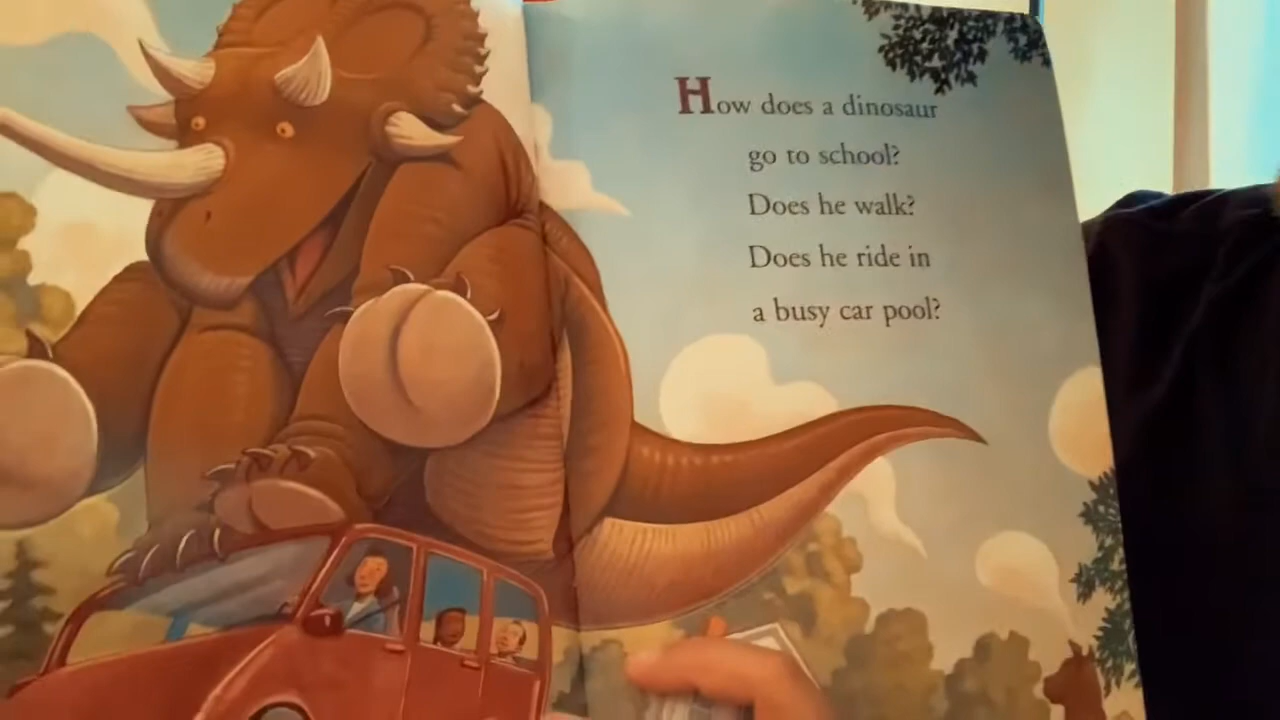 How does a dinosaur
go to school?
Does he walk?
Does he ride in
a busy car pool?